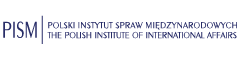 PISM
POLSKI INSTYTUT SPRAW MIĘDZYNARODOWYCH
THE POLISH INSTITUTE OF INTERNATIONAL AFFAIRS